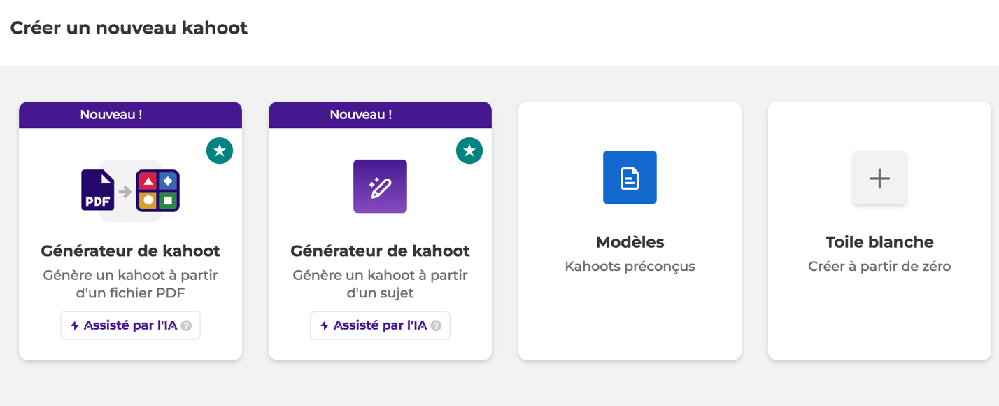 Créer un nouveau kahoot
Nouveau !
PDF
Générateur de kahoot
Génère un kahoot à partir
d'un fichier PDF
Assisté par l'IA ?
Nouveau !
Générateur de kahoot
Génère un kahoot à partir
d'un sujet
Assisté par l'IA ?
Modèles
Kahoots préconçus
Toile blanche
Créer à partir de zéro